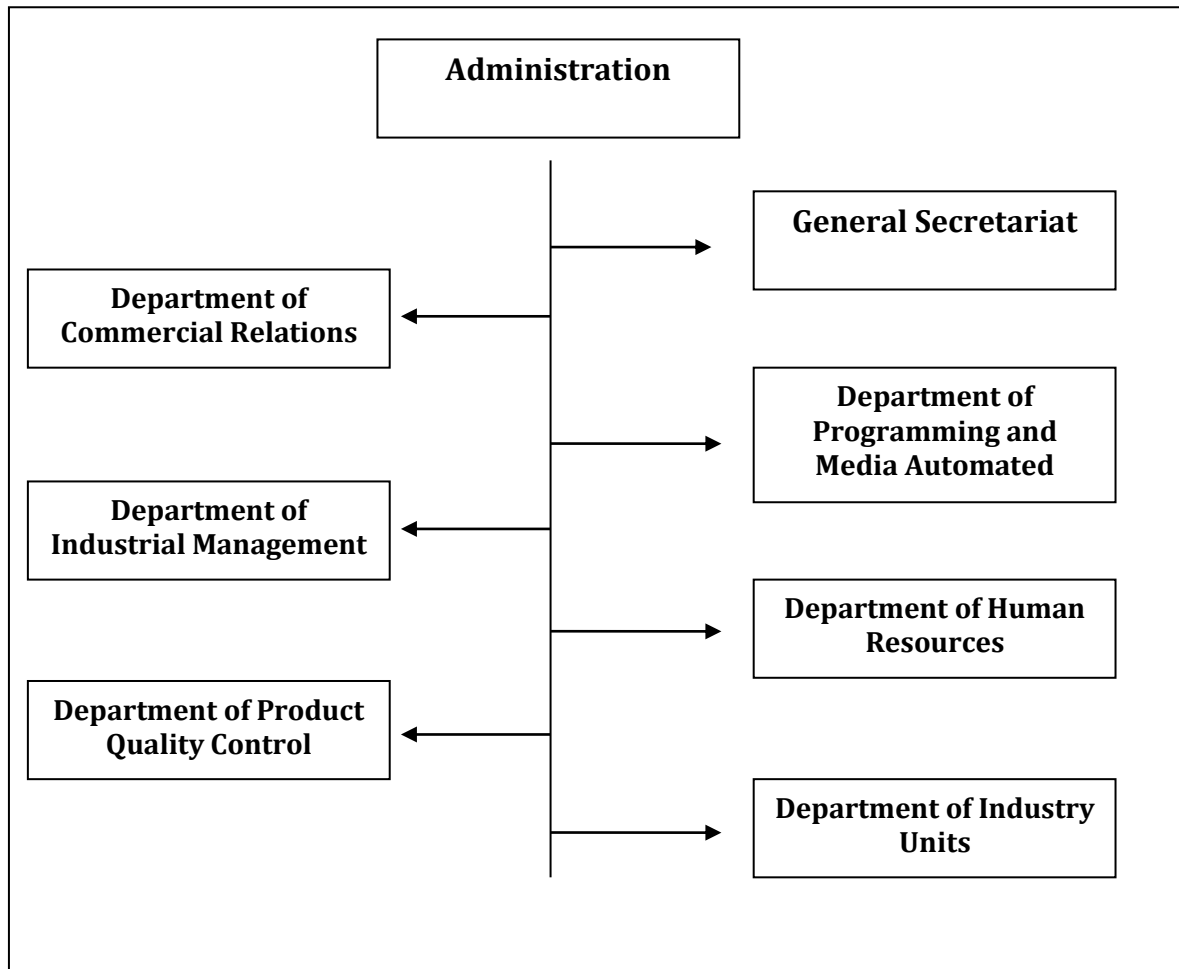 Administration
General Secretariat
Department of
Commercial Relations
Department of
Programming and
Media Automated
Department of
Industrial Management
Department of Human
Resources
Department of Product
Quality Control
Department of Industry
Units